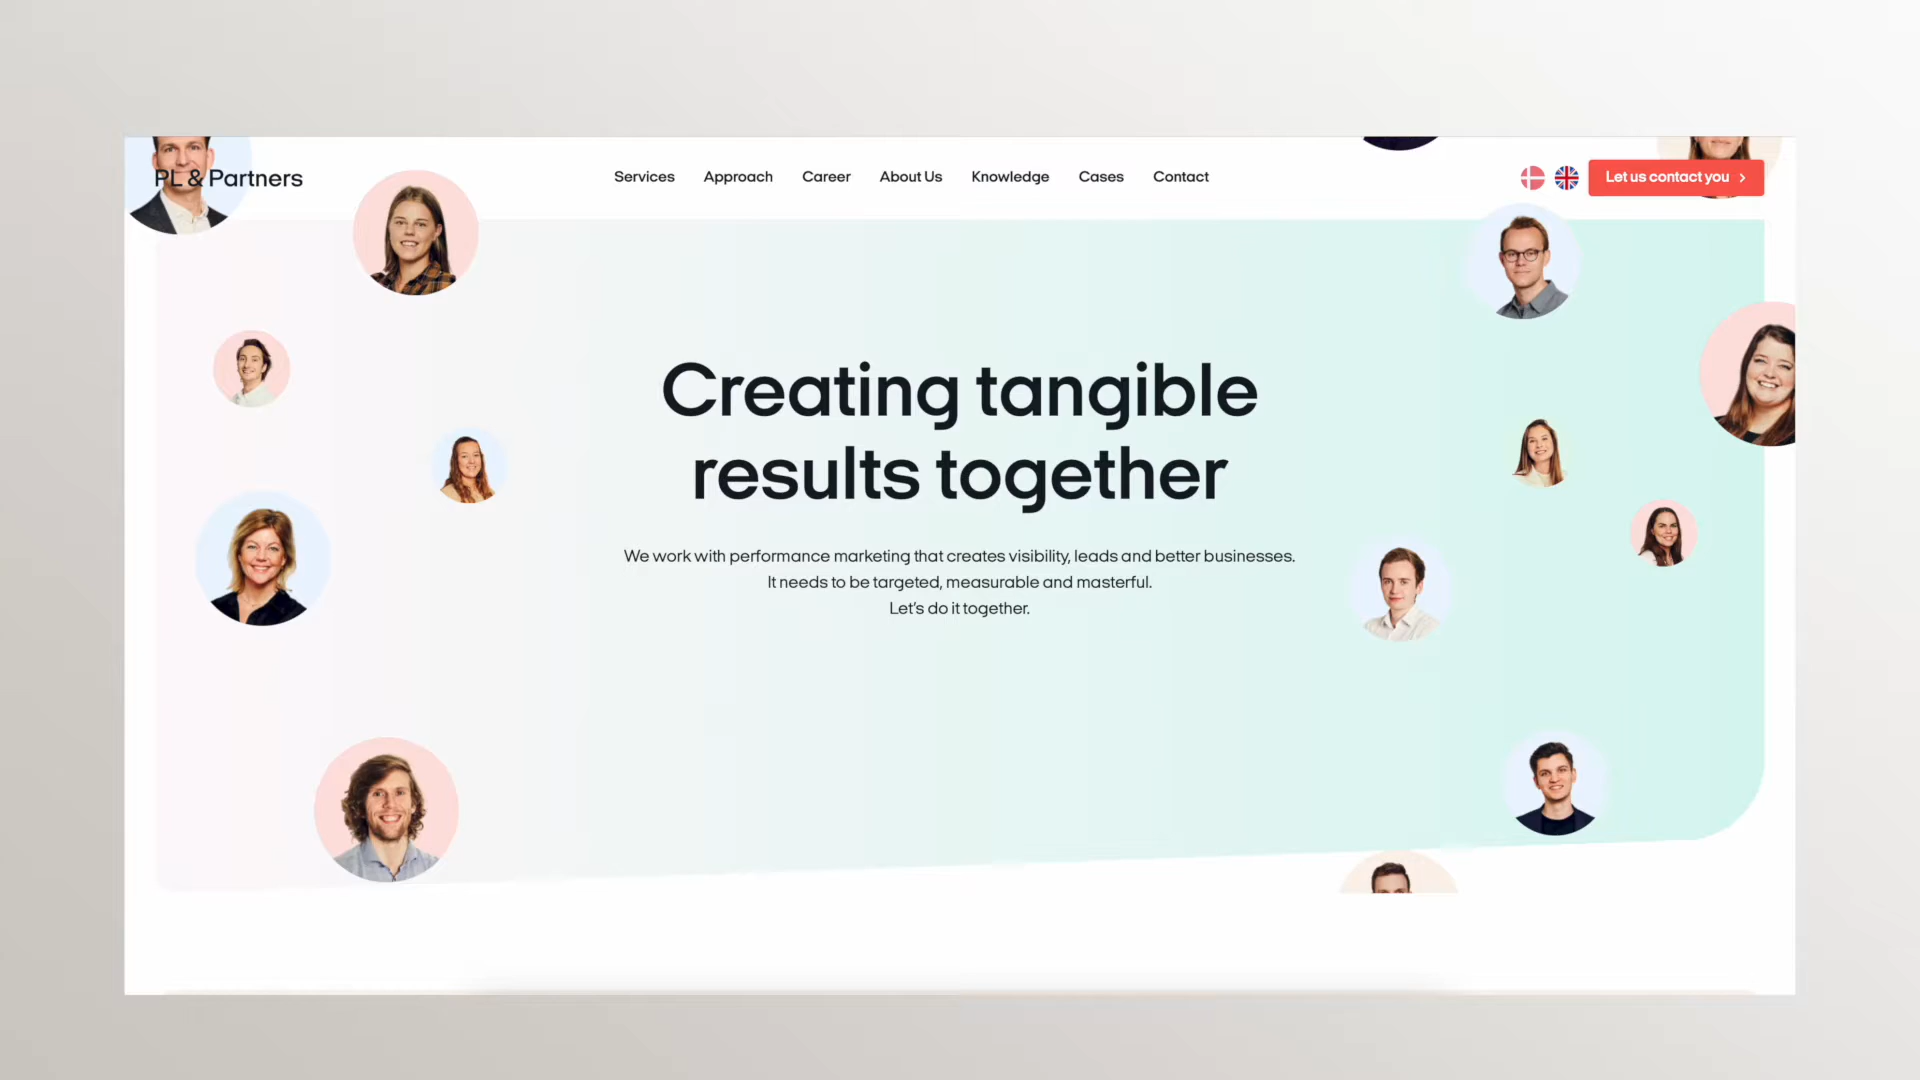 PL & Partners
Services
Approach
Career
About Us
Knowledge
Cases
Contact
Let us contact you
Creating tangible
results together
We work with performance marketing that creates visibility, leads and better businesses.
It needs to be targeted, measurable and masterful.
Let's do it together.